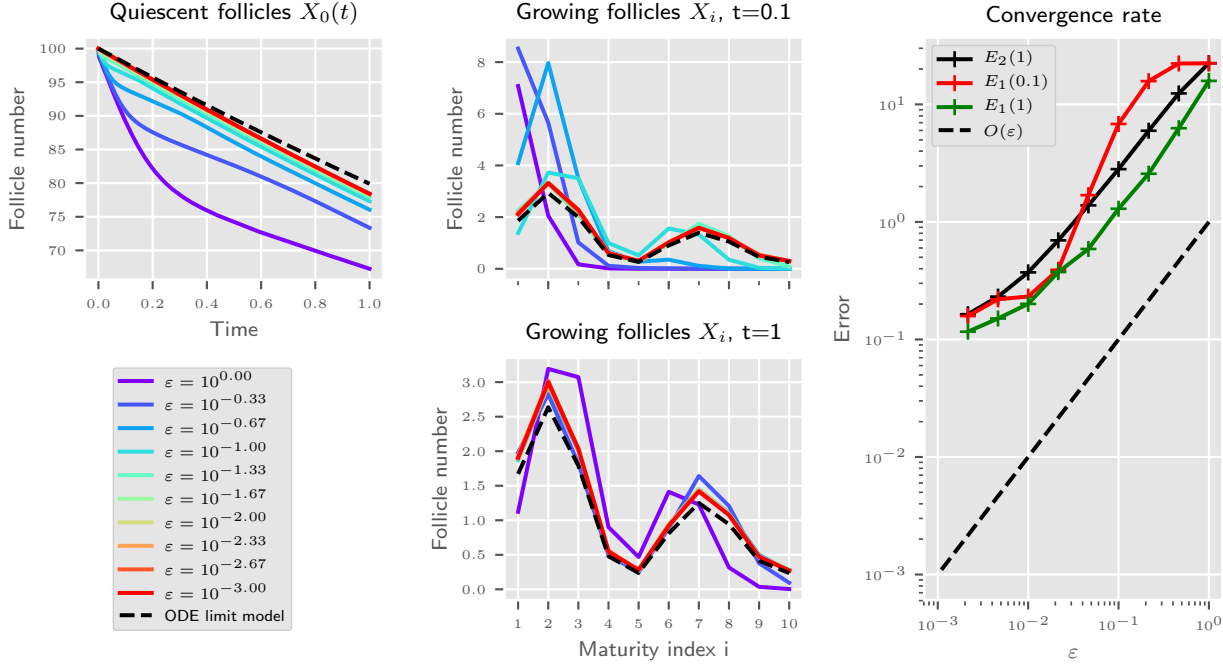 Quiescent follicles X₀(t)
100
95
90
85
80
75
70
Follicle number
0.0 0.2 0.4 0.6 0.8 1.0
Time
ε = 10^0.00
ε = 10^−0.33
ε = 10^−0.67
ε = 10^−1.00
ε = 10^−1.33
ε = 10^−1.67
ε = 10^−2.00
ε = 10^−2.33
ε = 10^−2.67
ε = 10^−3.00
ODE limit model
Growing follicles Xᵢ, t=0.1
8
6
4
2
0
Follicle number
Growing follicles Xᵢ, t=1
3.0
2.5
2.0
1.5
1.0
0.5
0.0
Follicle number
1 2 3 4 5 6 7 8 9 10
Maturity index i
Convergence rate
E₂(1)
E₁(0.1)
E₁(1)
O(ε)
10^1
10^0
10^−1
10^−2
10^−3
Error
10^−3 10^−2 10^−1 10^0
ε